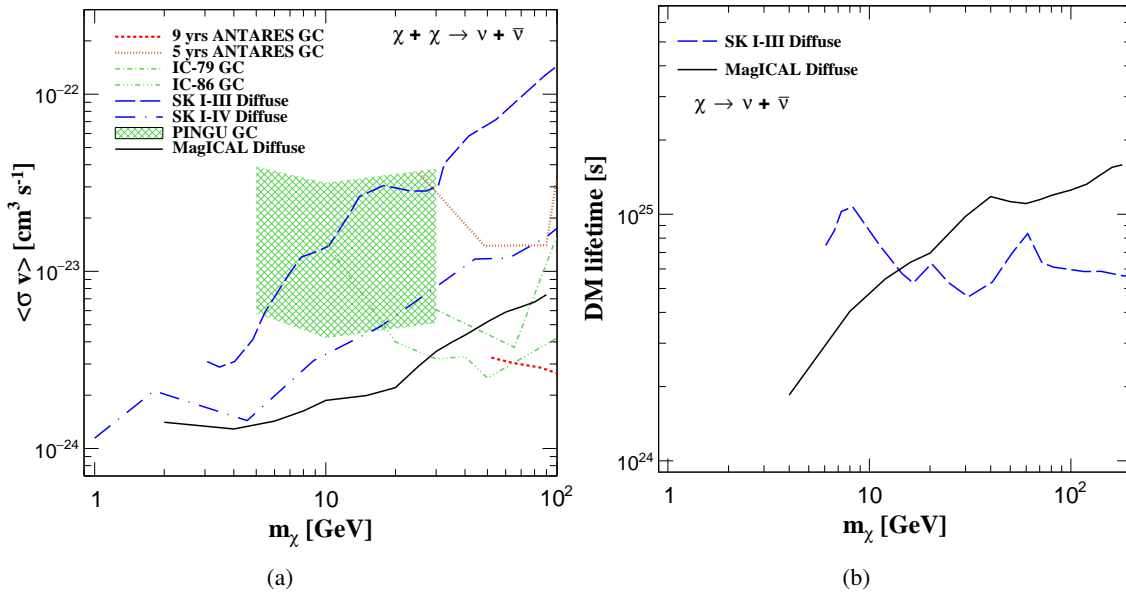 9 yrs ANTARES GC
5 yrs ANTARES GC
IC-79 GC
IC-86 GC
SK I-III Diffuse
SK I-IV Diffuse
PINGU GC
MagICAL Diffuse
χ + χ → ν + ν̅
<σ v> [cm³ s⁻¹]
10⁻²²
10⁻²³
10⁻²⁴
1
10
10²
mχ [GeV]
(a)
SK I-III Diffuse
MagICAL Diffuse
χ → ν + ν̅
DM lifetime [s]
10²⁵
10²⁴
1
10
10²
mχ [GeV]
(b)